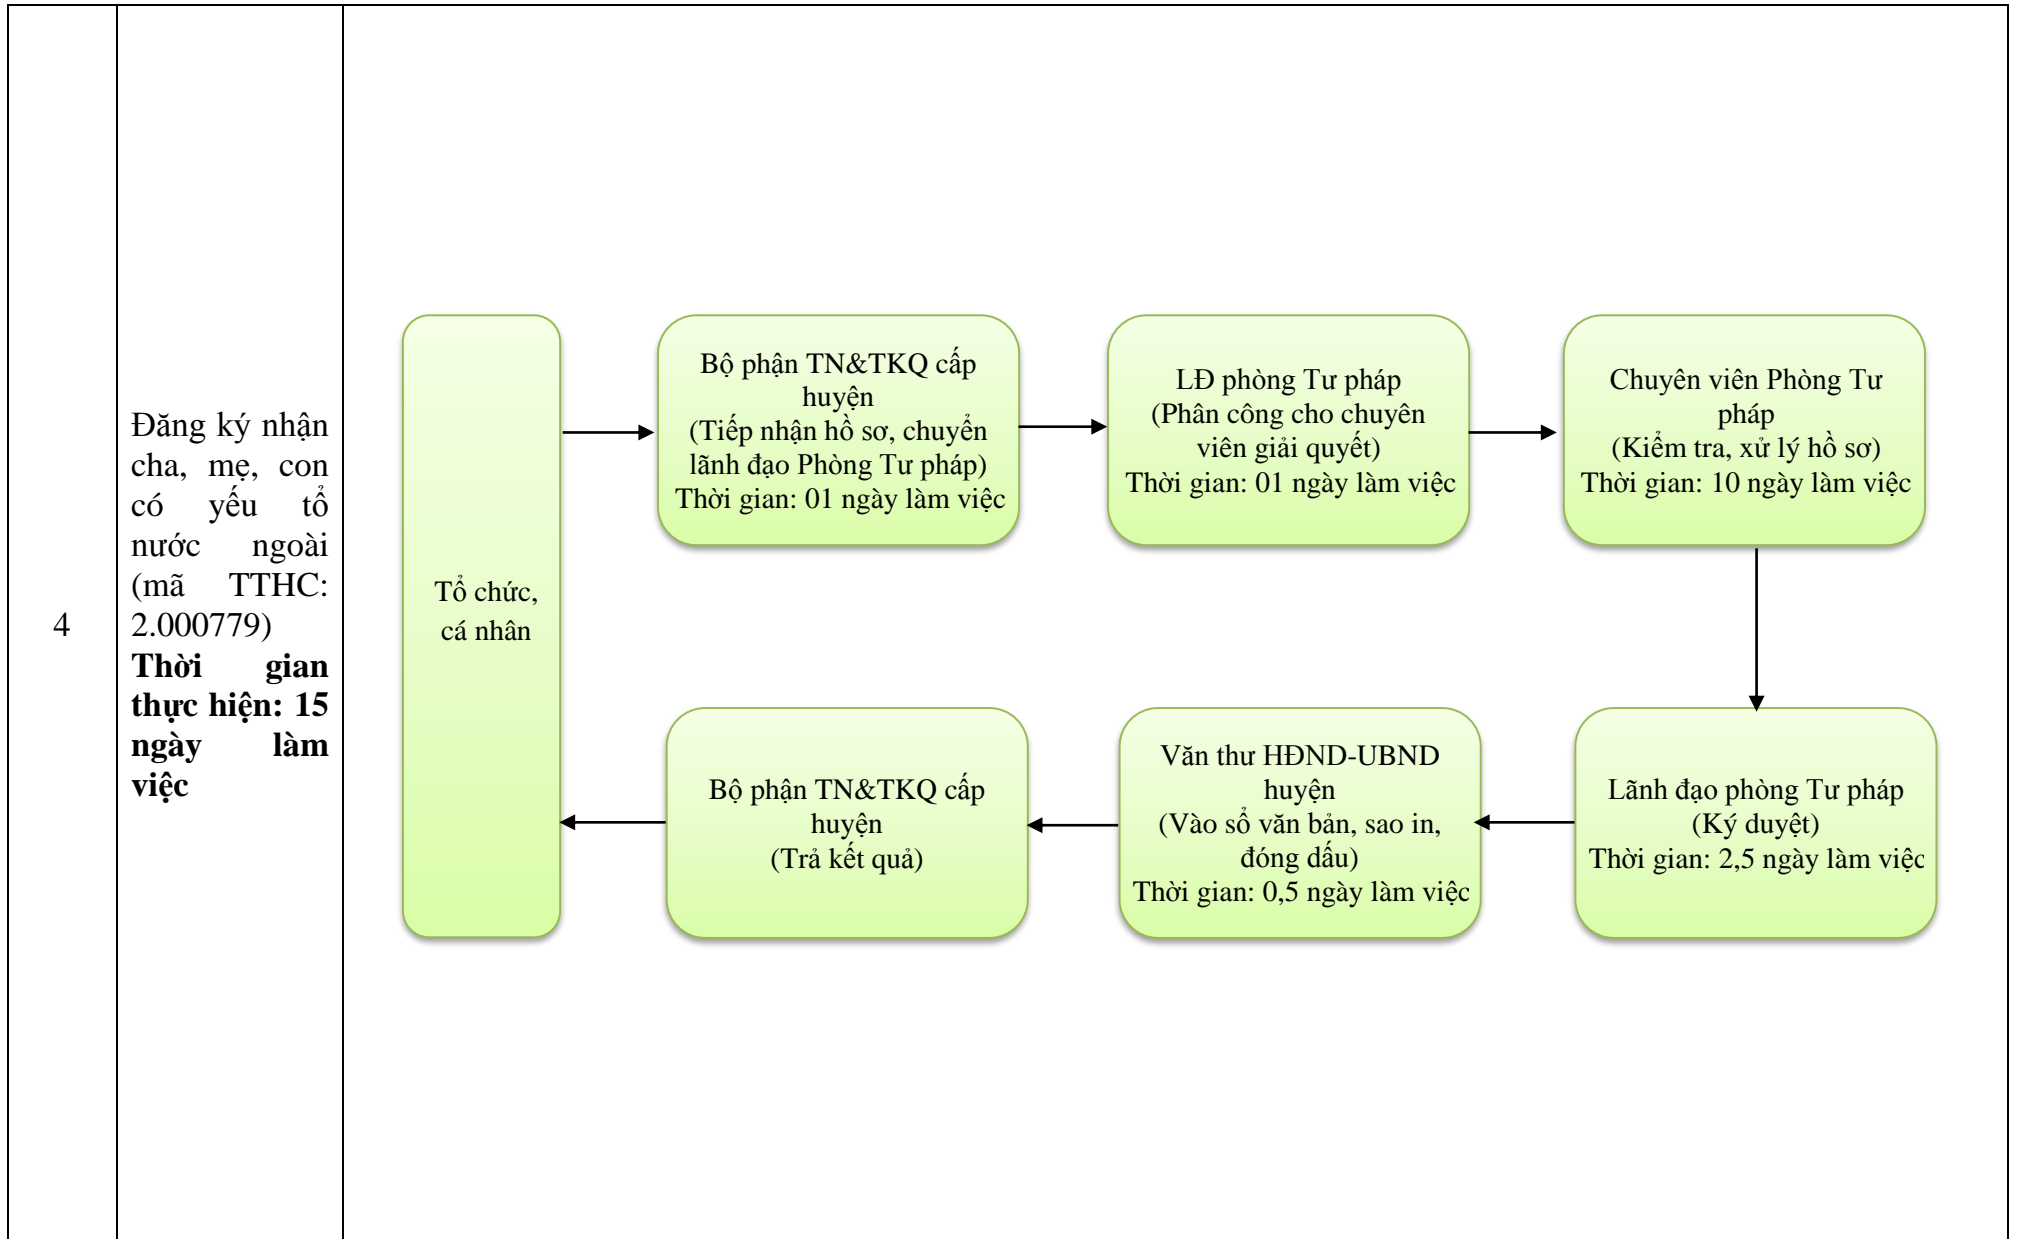 4
Đăng ký nhận
cha, mẹ, con
có yếu tố
nước ngoài
(mã TTHC:
2.000779)
Thời gian
thực hiện: 15
ngày làm
việc
Tổ chức,
cá nhân
Bộ phận TN&TKQ cấp
huyện
(Tiếp nhận hồ sơ, chuyển
lãnh đạo Phòng Tư pháp)
Thời gian: 01 ngày làm việc
LĐ phòng Tư pháp
(Phân công cho chuyên
viên giải quyết)
Thời gian: 01 ngày làm việc
Chuyên viên Phòng Tư
pháp
(Kiểm tra, xử lý hồ sơ)
Thời gian: 10 ngày làm việc
Lãnh đạo phòng Tư pháp
(Ký duyệt)
Thời gian: 2,5 ngày làm việc
Văn thư HĐND-UBND
huyện
(Vào sổ văn bản, sao in,
đóng dấu)
Thời gian: 0,5 ngày làm việc
Bộ phận TN&TKQ cấp
huyện
(Trả kết quả)